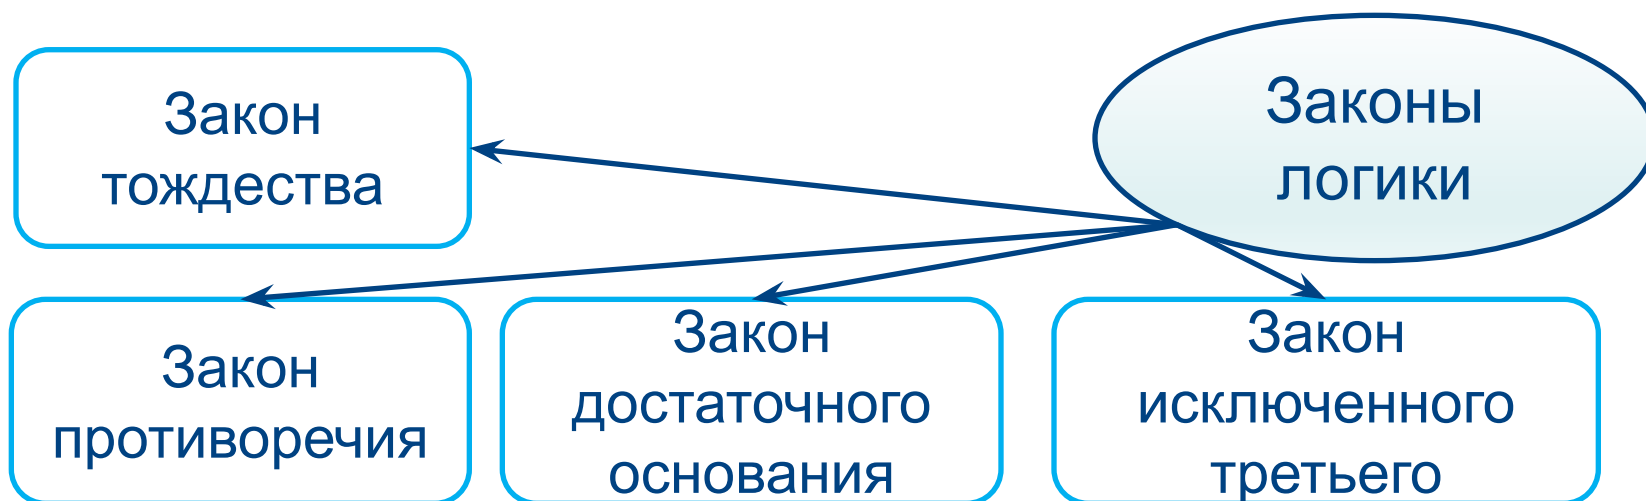 Законы
логики
Закон
тождества
Закон
противоречия
Закон
достаточного
основания
Закон
исключенного
третьего